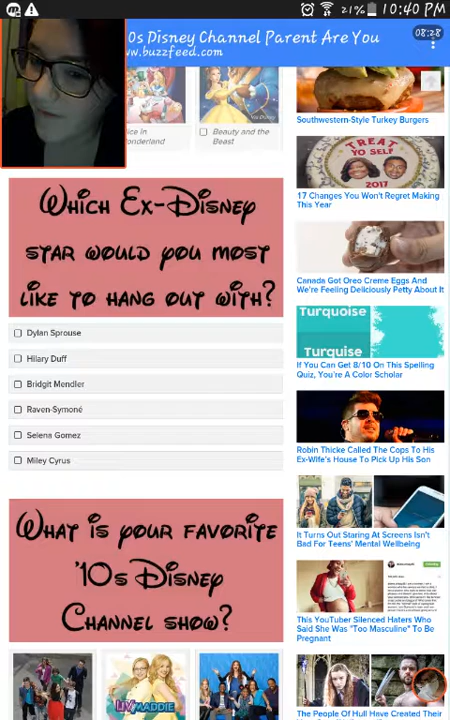 21% 10:40 PM
0s Disney Channel Parent Are You
08:28
www.buzzfeed.com
lice In
onderland
Beauty and the
Beast
via Disney
Which Ex-Disney
star would you most
like to hang out with?
Dylan Sprouse
Hilary Duff
Bridgit Mendler
Raven-Symoné
Selena Gomez
Miley Cyrus
What is your favorite
'10s Disney
Channel show?
LIV MADDIE
Southwestern-Style Turkey Burgers
TREAT
YO SELF
2017
17 Changes You Won't Regret Making
This Year
Canada Got Oreo Creme Eggs And
We're Feeling Deliciously Petty About It
Turquoise
Turquise
If You Can Get 8/10 On This Spelling
Quiz, You're A Color Scholar
Robin Thicke Called The Cops To His
Ex-Wife's House To Pick Up His Son
It Turns Out Staring At Screens Isn't
Bad For Teens' Mental Wellbeing
This YouTuber Silenced Haters Who
Said She Was "Too Masculine" To Be
Pregnant
The People Of Hull Have Created Their